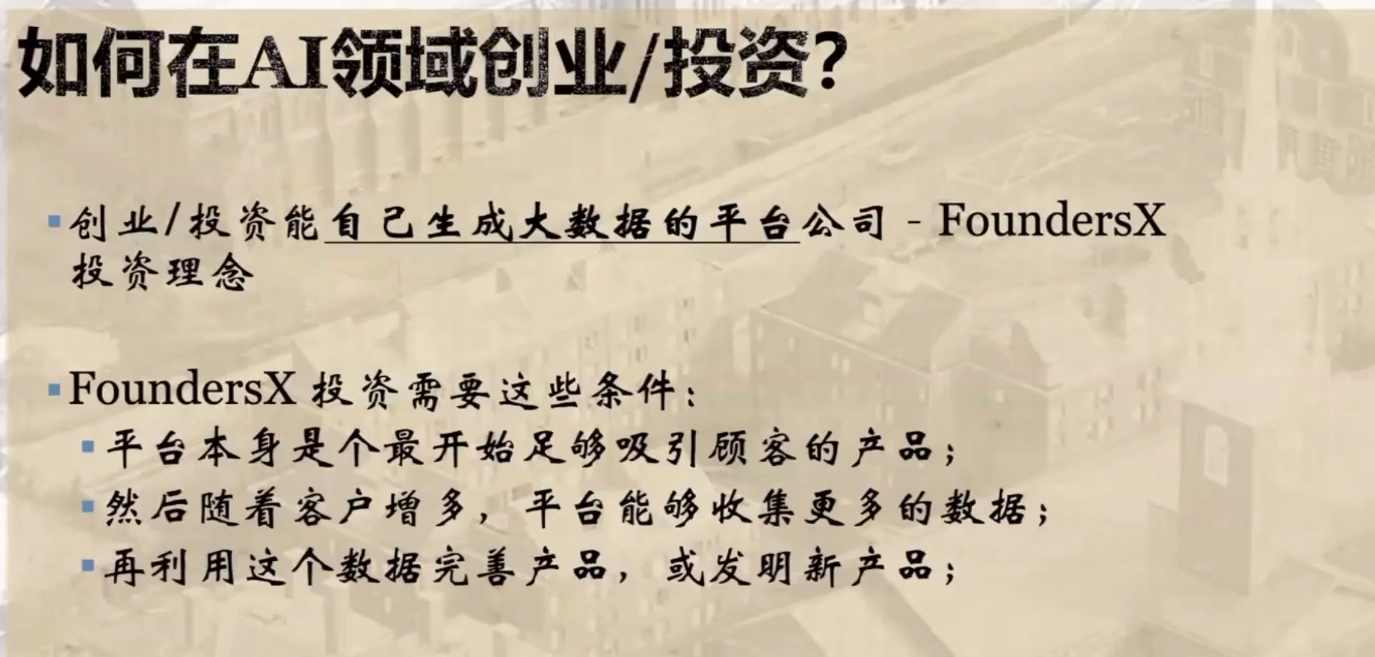 如何在AI领域创业/投资?
创业/投资能自己生成大数据的平台公司 - FoundersX
投资理念
FoundersX 投资需要这些条件:
平台本身是个最开始足够吸引顾客的产品;
然后随着客户增多, 平台能够收集更多的数据;
再利用这个数据完善产品, 或发明新产品;